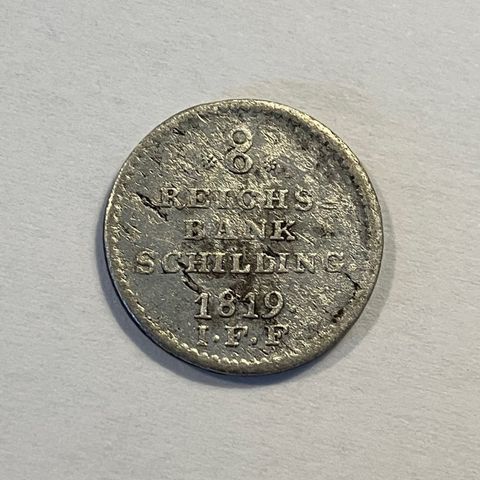 8
REICHS=
BANK
SCHILLING.
1819.
I.F.F